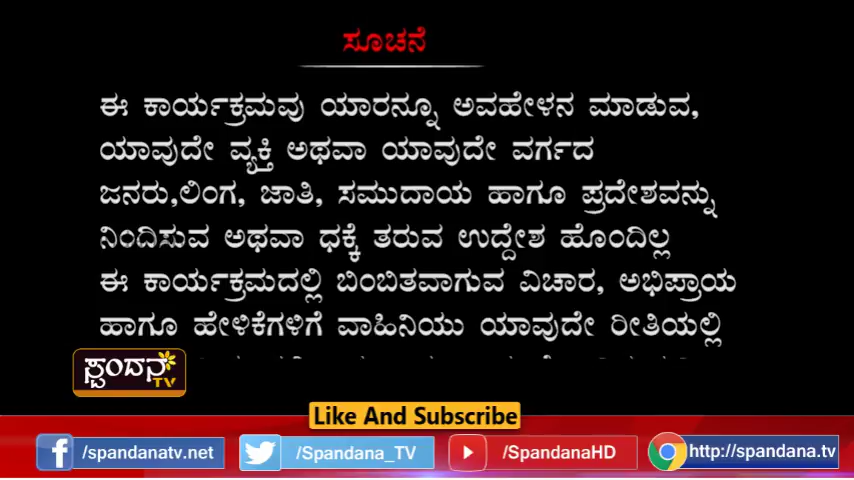 ಸೂಚನೆ
ಈ ಕಾರ್ಯಕ್ರಮವು ಯಾರನ್ನೂ ಅವಹೇಳನ ಮಾಡುವ,
ಯಾವುದೇ ವ್ಯಕ್ತಿ ಅಥವಾ ಯಾವುದೇ ವರ್ಗದ
ಜನರು,ಲಿಂಗ, ಜಾತಿ, ಸಮುದಾಯ ಹಾಗೂ ಪ್ರದೇಶವನ್ನು
ನಿಂದಿಸುವ ಅಥವಾ ಧಕ್ಕೆ ತರುವ ಉದ್ದೇಶ ಹೊಂದಿಲ್ಲ
ಈ ಕಾರ್ಯಕ್ರಮದಲ್ಲಿ ಬಿಂಬಿತವಾಗುವ ವಿಚಾರ, ಅಭಿಪ್ರಾಯ
ಹಾಗೂ ಹೇಳಿಕೆಗಳಿಗೆ ವಾಹಿನಿಯು ಯಾವುದೇ ರೀತಿಯಲ್ಲಿ
ಸ್ಪಂದನ TV
Like And Subscribe
/spandanatv.net /Spandana_TV /SpandanaHD http://spandana.tv